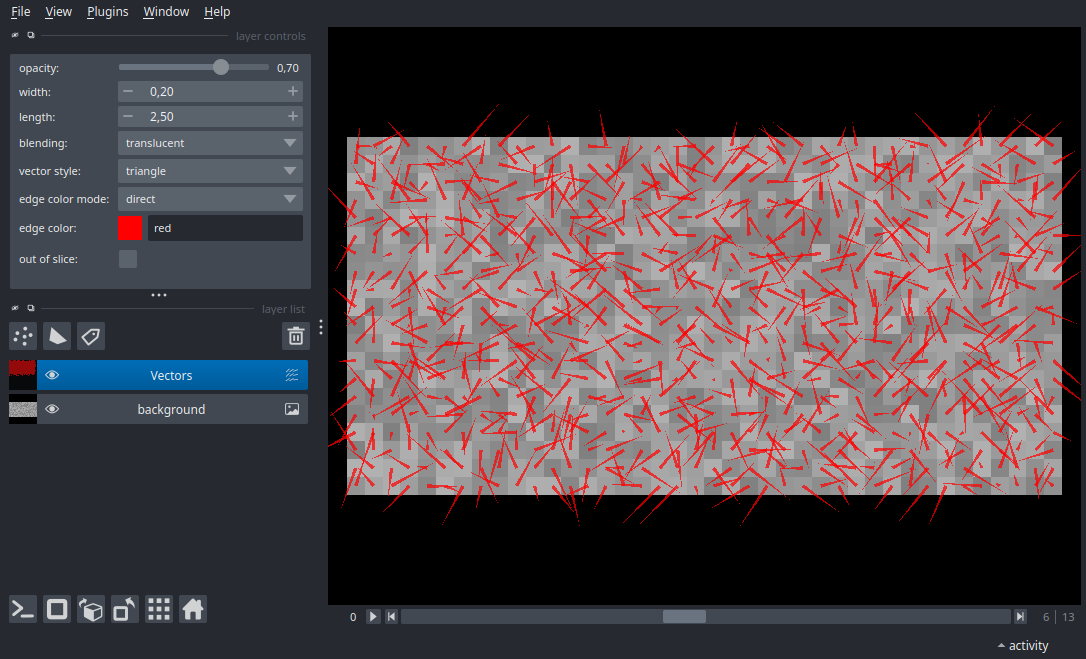 File View Plugins Window Help
layer controls
opacity: 0,70
width: − 0,20 +
length: − 2,50 +
blending: translucent
vector style: triangle
edge color mode: direct
edge color: red
out of slice:
layer list
Vectors
background
0 6 13
activity